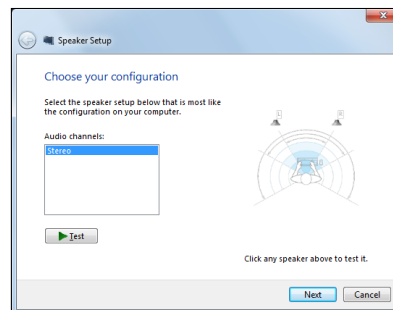 Speaker Setup
Choose your configuration
Select the speaker setup below that is most like
the configuration on your computer.
Audio channels:
Stereo
L
R
Test
Click any speaker above to test it.
Next
Cancel